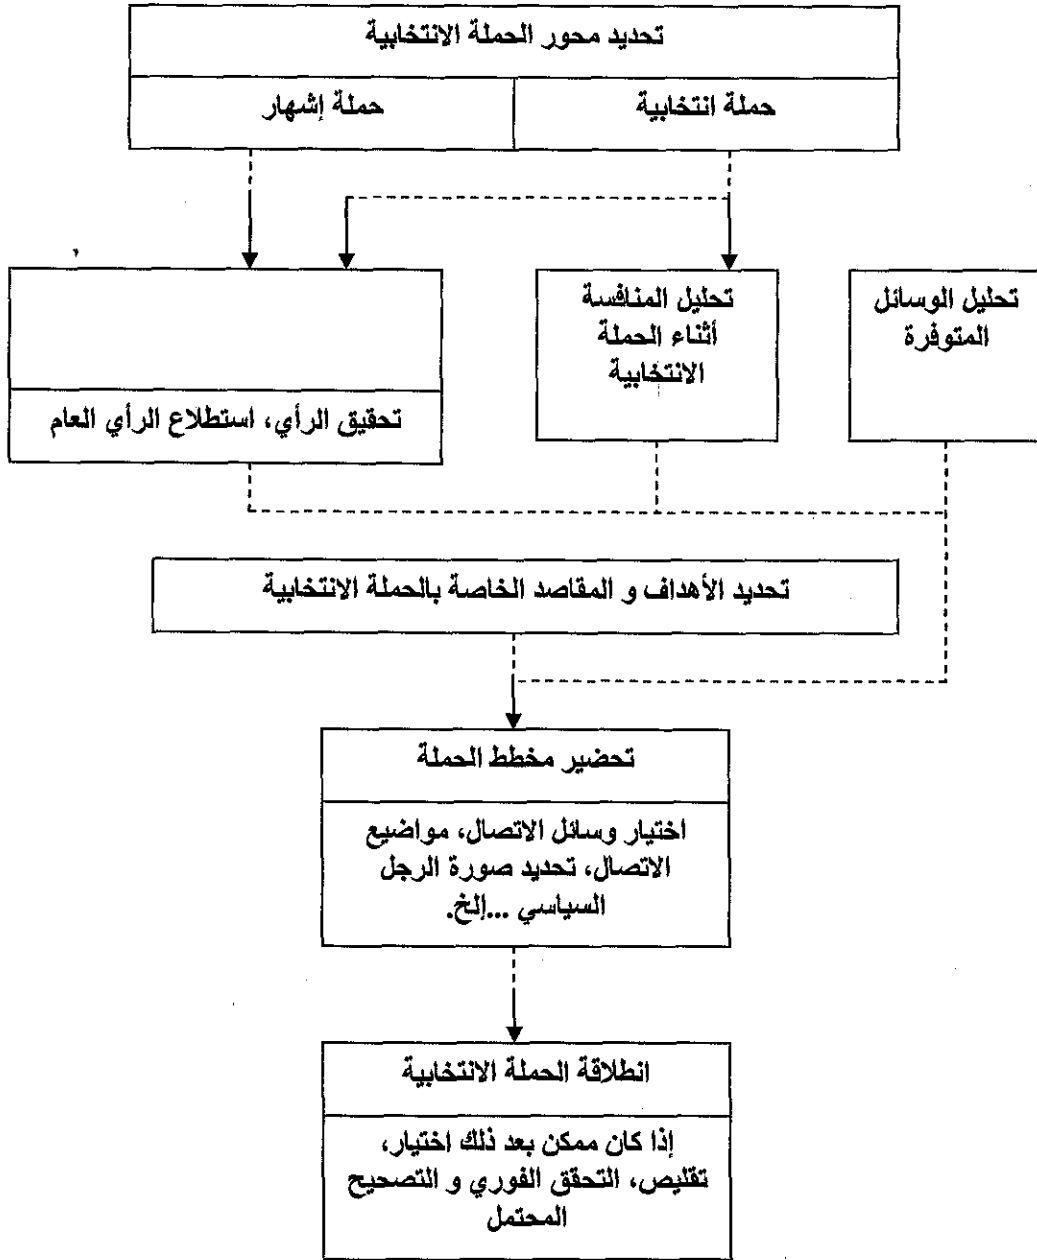 تحديد محور الحملة الانتخابية
حملة انتخابية
حملة إشهار
تحليل الوسائل
المتوفرة
تحليل المنافسة
أثناء الحملة
الانتخابية
تحقيق الرأي، استطلاع الرأي العام
تحديد الأهداف و المقاصد الخاصة بالحملة الانتخابية
تحضير مخطط الحملة
اختيار وسائل الاتصال، مواضيع
الاتصال، تحديد صورة الرجل
السياسي ...إلخ.
انطلاقة الحملة الانتخابية
إذا كان ممكن بعد ذلك اختيار،
تقليص، التحقق الفوري و التصحيح
المحتمل